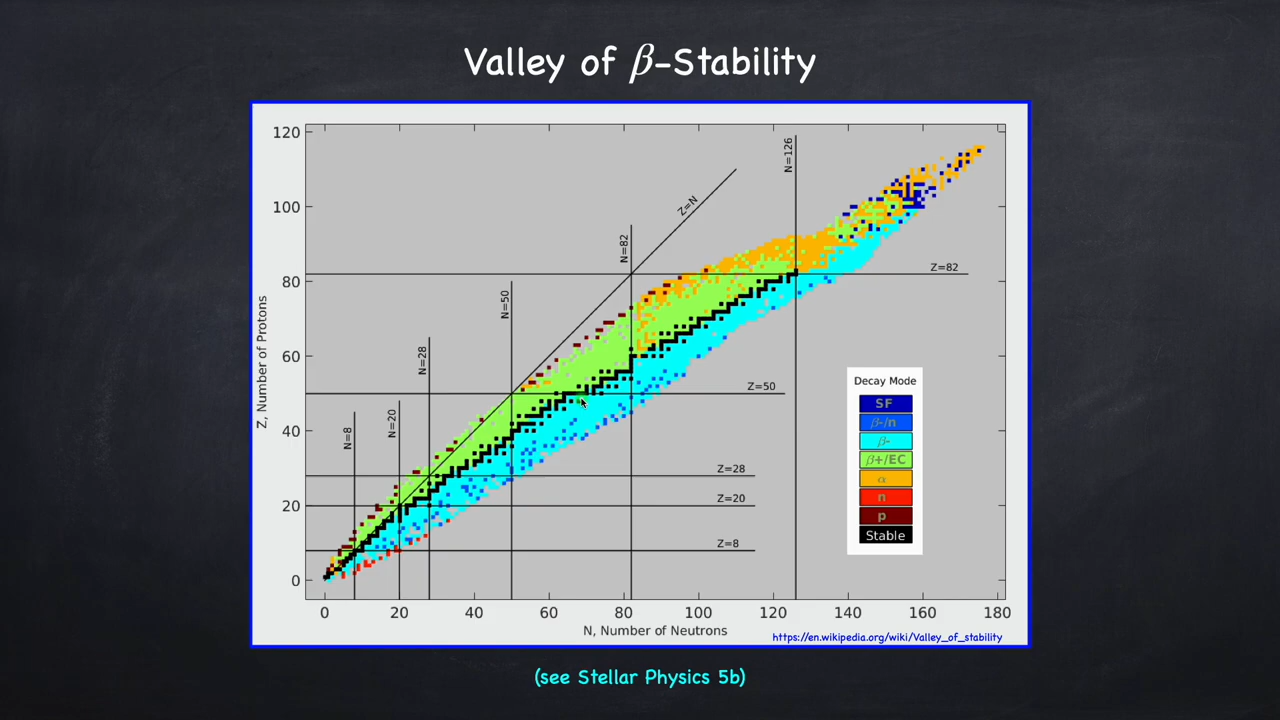 Valley of β-Stability
120
100
80
60
40
20
0
Z, Number of Protons
N=8
N=20
N=28
N=50
N=82
Z=N
N=126
Z=82
Z=50
Z=28
Z=20
Z=8
Decay Mode
SF
β-/n
β-
β+/EC
α
n
p
Stable
0 20 40 60 80 100 120 140 160 180
N, Number of Neutrons
https://en.wikipedia.org/wiki/Valley_of_stability
(see Stellar Physics 5b)